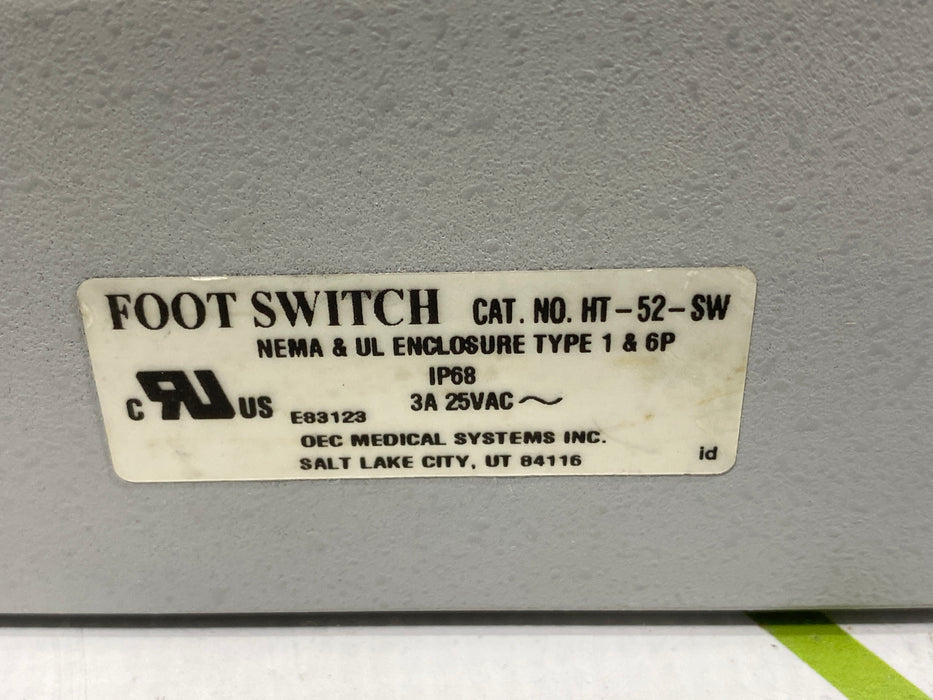 FOOT SWITCH CAT. NO. HT-52-SW
NEMA & UL ENCLOSURE TYPE 1 & 6P
IP68
C RU US E83123 3A 25VAC ~
OEC MEDICAL SYSTEMS INC.
SALT LAKE CITY, UT 84116
id